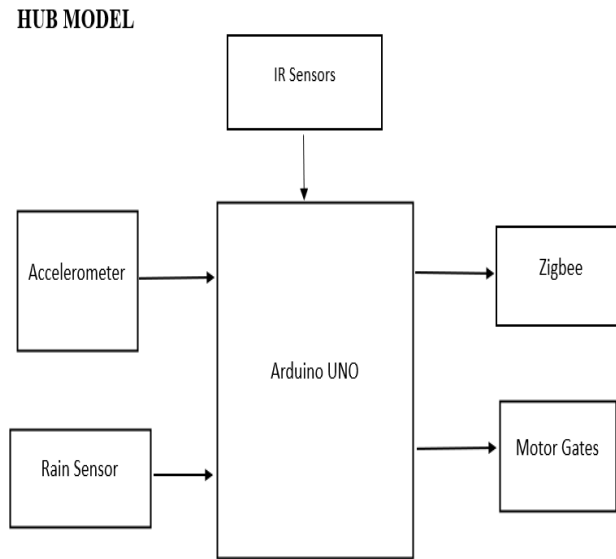 HUB MODEL
IR Sensors
Accelerometer
Zigbee
Arduino UNO
Rain Sensor
Motor Gates